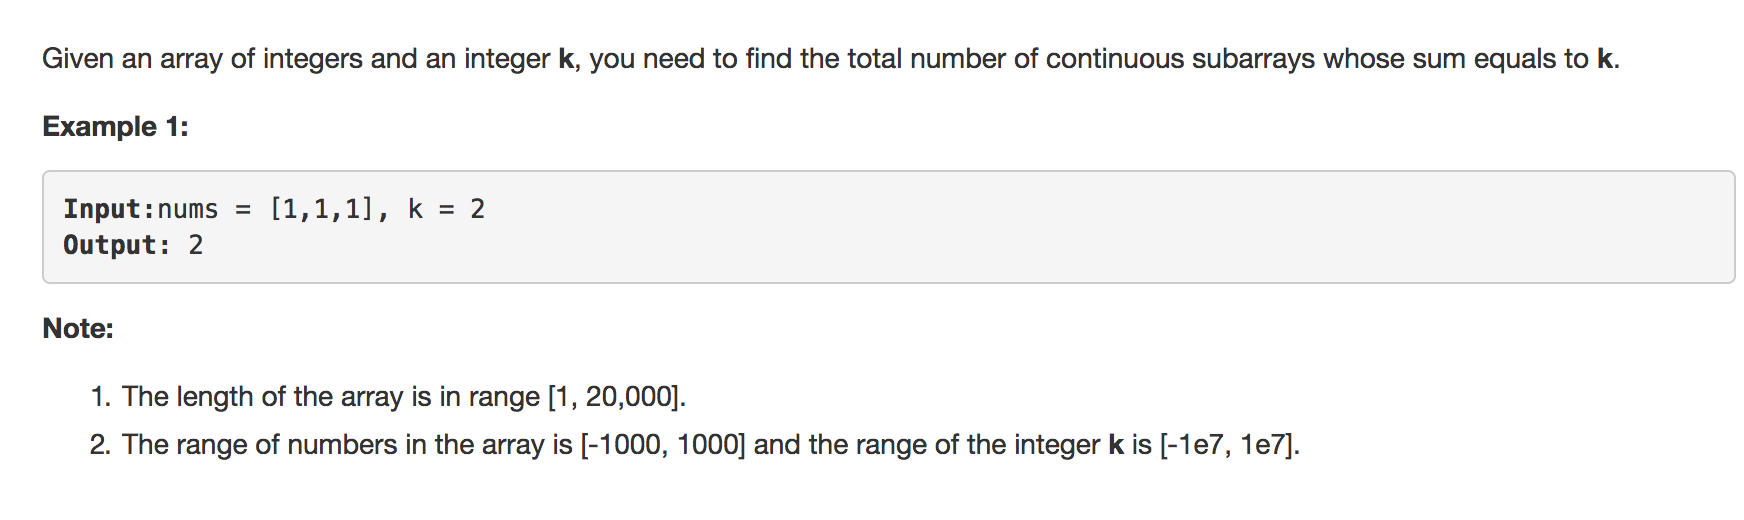 Given an array of integers and an integer k, you need to find the total number of continuous subarrays whose sum equals to k.
Example 1:
Input:nums = [1,1,1], k = 2
Output: 2
Note:
1. The length of the array is in range [1, 20,000].
2. The range of numbers in the array is [-1000, 1000] and the range of the integer k is [-1e7, 1e7].